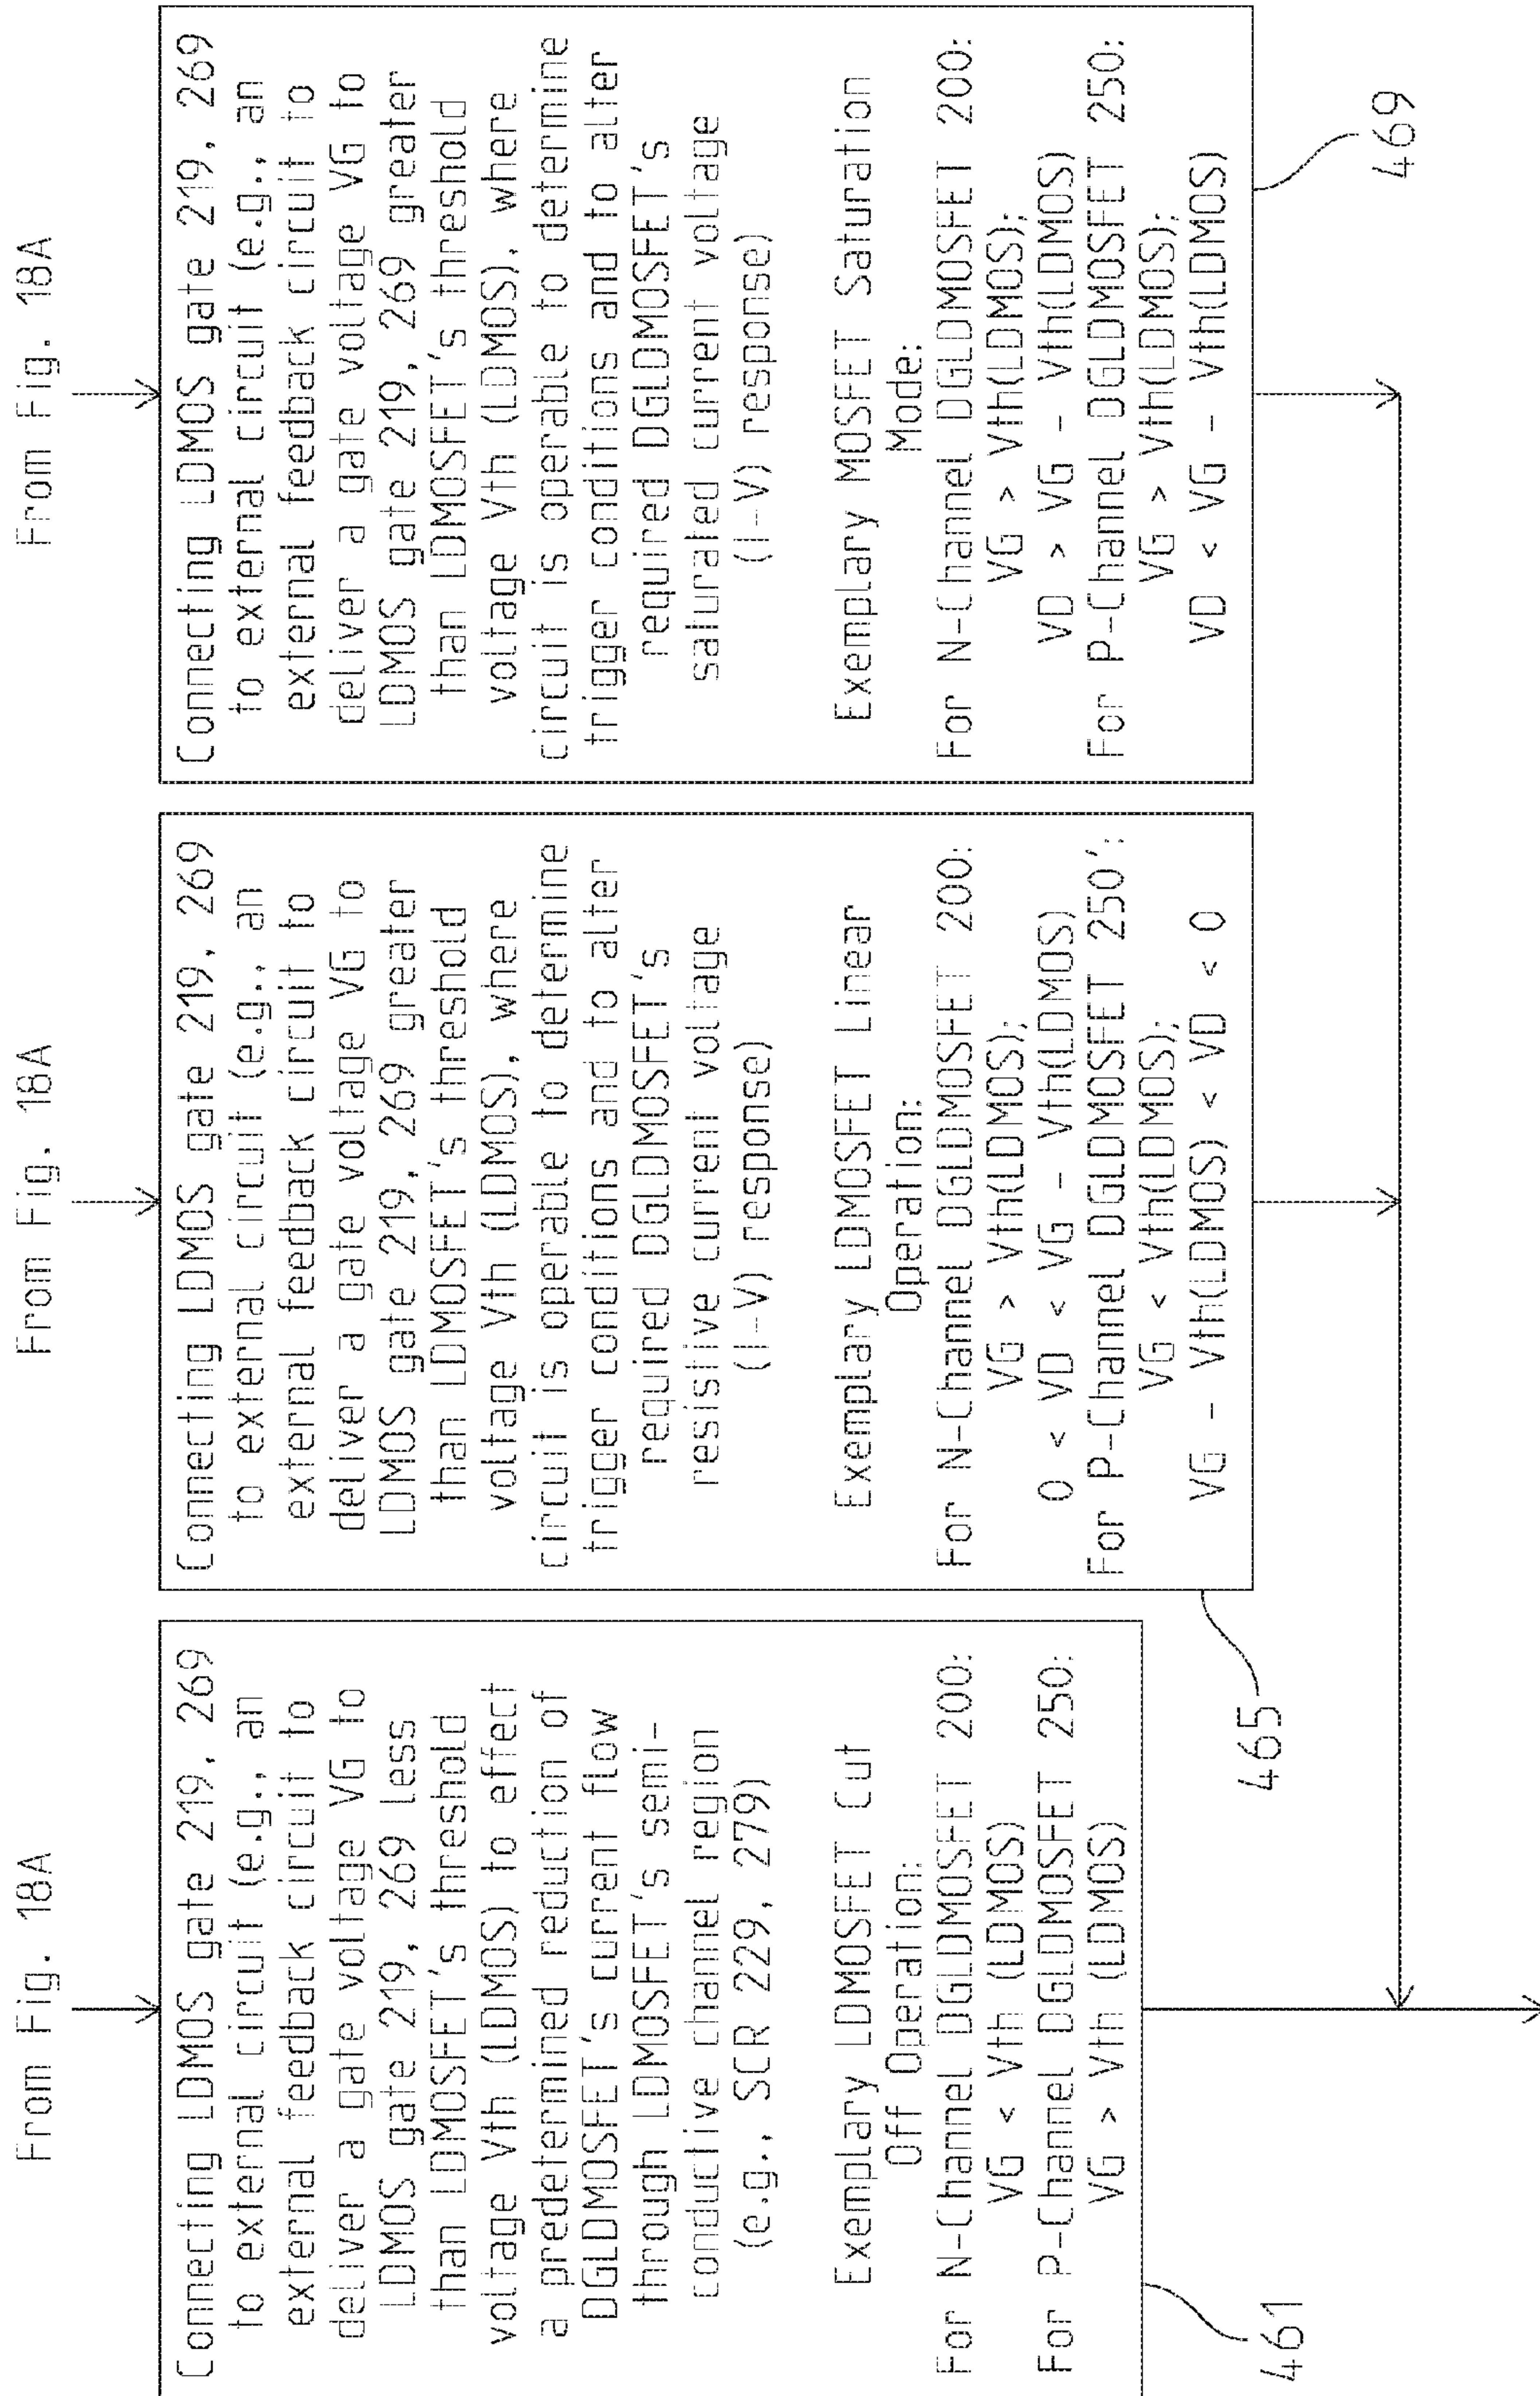 From Fig. 18A
Connecting LDMOS gate 219, 269
to external circuit (e.g., an
external feedback circuit to
deliver a gate voltage VG to
LDMOS gate 219, 269 less
than LDMOSFET's threshold
voltage Vth (LDMOS) to effect
a predetermined reduction of
DGLDMOSFET's current flow
through LDMOSFET's semi-
conductive channel region
(e.g., SCR 229, 279)
Exemplary LDMOSFET Cut
Off Operation:
For N-Channel DGLDMOSFET 200:
VG < Vth (LDMOS)
For P-Channel DGLDMOSFET 250:
VG > Vth (LDMOS)
461
From Fig. 18A
Connecting LDMOS gate 219, 269
to external circuit (e.g., an
external feedback circuit to
deliver a gate voltage VG to
LDMOS gate 219, 269 greater
than LDMOSFET's threshold
voltage Vth (LDMOS), where
circuit is operable to determine
trigger conditions and to alter
required DGLDMOSFET's
resistive current voltage
(I-V) response)
Exemplary LDMOSFET Linear
Operation:
For N-Channel DGLDMOSFET 200:
VG > Vth(LDMOS);
0 < VD < VG - Vth(LDMOS)
For P-Channel DGLDMOSFET 250':
VG < Vth(LDMOS);
VG - Vth(LDMOS) < VD < 0
465
From Fig. 18A
Connecting LDMOS gate 219, 269
to external circuit (e.g., an
external feedback circuit to
deliver a gate voltage VG to
LDMOS gate 219, 269 greater
than LDMOSFET's threshold
voltage Vth (LDMOS), where
circuit is operable to determine
trigger conditions and to alter
required DGLDMOSFET's
saturated current voltage
(I-V) response)
Exemplary MOSFET Saturation
Mode:
For N-Channel DGLDMOSFET 200:
VG > Vth(LDMOS);
VD > VG - Vth(LDMOS)
For P-Channel DGLDMOSFET 250:
VG > Vth(LDMOS);
VD < VG - Vth(LDMOS)
469